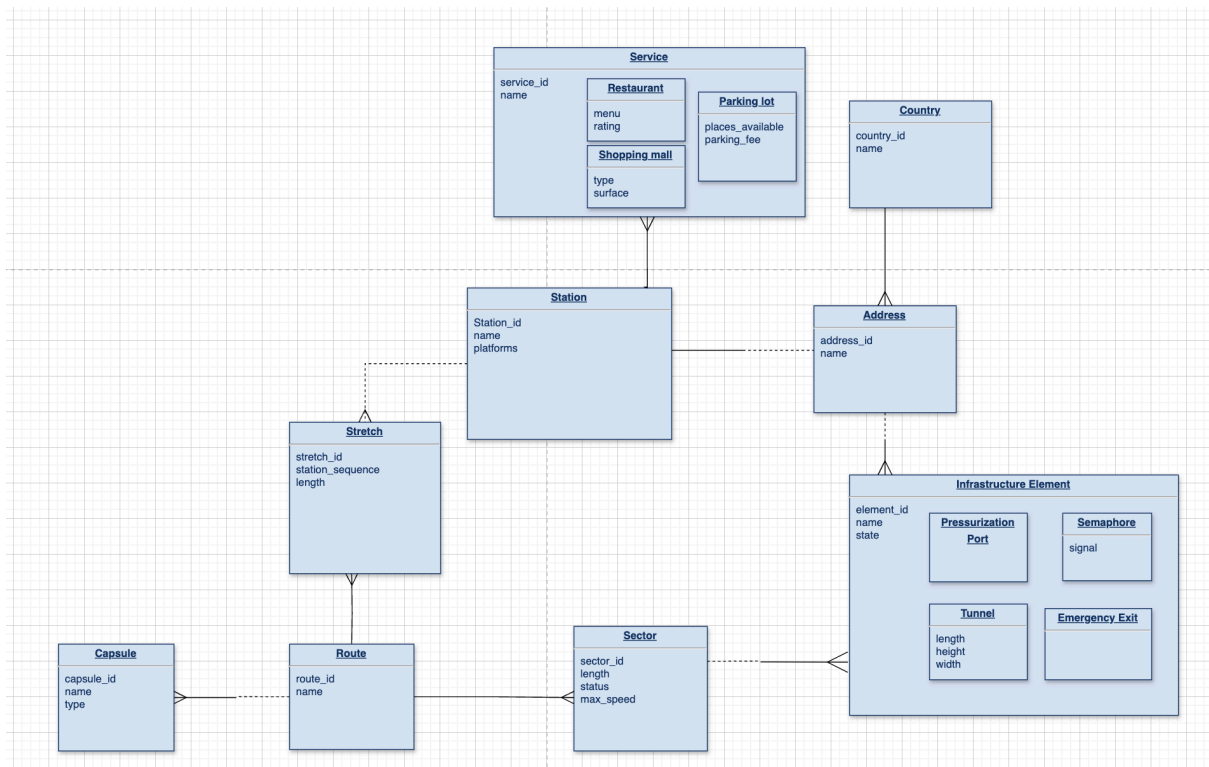 Service
service_id
name
Restaurant
menu
rating
Shopping mall
type
surface
Parking lot
places_available
parking_fee
Country
country_id
name
Station
Station_id
name
platforms
Address
address_id
name
Stretch
stretch_id
station_sequence
length
Infrastructure Element
element_id
name
state
Pressurization
Port
Semaphore
signal
Tunnel
length
height
width
Emergency Exit
Capsule
capsule_id
name
type
Route
route_id
name
Sector
sector_id
length
status
max_speed